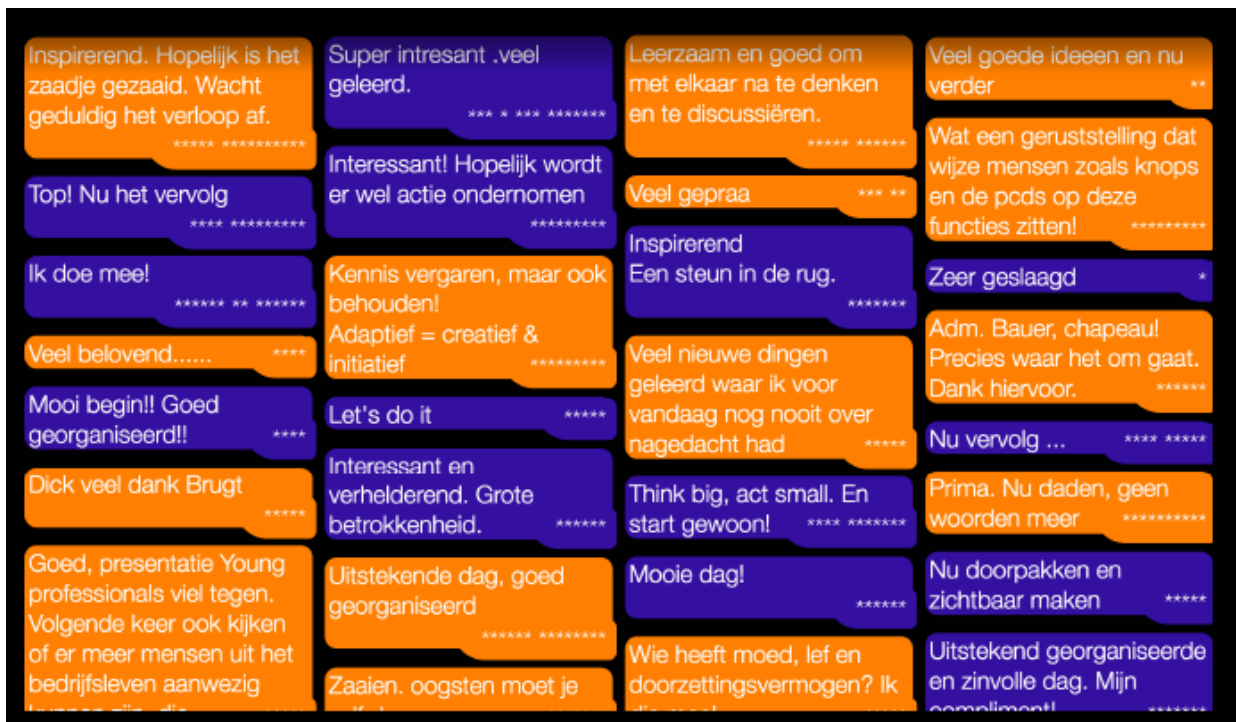 Inspirerend. Hopelijk is het
zaadje gezaaid. Wacht
geduldig het verloop af.
***** **********
Top! Nu het vervolg
**** *********
Ik doe mee!
****** ** ******
Veel belovend...... ****
Mooi begin!! Goed
georganiseerd!! ****
Dick veel dank Brugt
*****
Goed, presentatie Young
professionals viel tegen.
Volgende keer ook kijken
of er meer mensen uit het
bedrijfsleven aanwezig
Super intresant .veel
geleerd.
*** * *** *******
Interessant! Hopelijk wordt
er wel actie ondernomen
*********
Kennis vergaren, maar ook
behouden!
Adaptief = creatief &
initiatief *********
Let's do it *****
Interessant en
verhelderend. Grote
betrokkenheid. ******
Uitstekende dag, goed
georganiseerd
****** ********
Zaaien. oogsten moet je
Leerzaam en goed om
met elkaar na te denken
en te discussiëren.
***** ******
Veel gepraa *** **
Inspirerend
Een steun in de rug.
*******
Veel nieuwe dingen
geleerd waar ik voor
vandaag nog nooit over
nagedacht had *****
Think big, act small. En
start gewoon! **** *******
Mooie dag!
******
Wie heeft moed, lef en
doorzettingsvermogen? Ik
Veel goede ideeen en nu
verder **
Wat een geruststelling dat
wijze mensen zoals knops
en de pcds op deze
functies zitten! *********
Zeer geslaagd *
Adm. Bauer, chapeau!
Precies waar het om gaat.
Dank hiervoor. ******
Nu vervolg ... **** *****
Prima. Nu daden, geen
woorden meer **********
Nu doorpakken en
zichtbaar maken *****
Uitstekend georganiseerde
en zinvolle dag. Mijn
compliment! *******